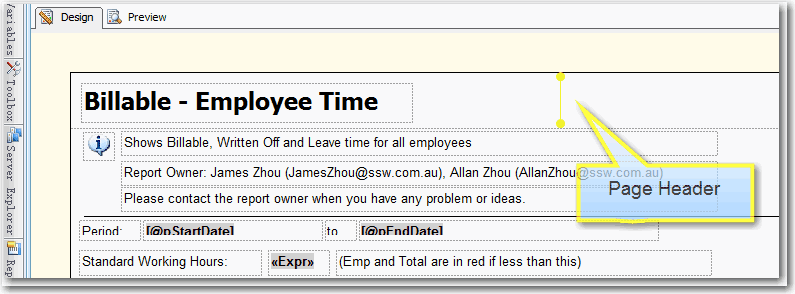 Design Preview
Variables
Toolbox
Server Explorer
Rep
Billable - Employee Time
Shows Billable, Written Off and Leave time for all employees
Report Owner: James Zhou (JamesZhou@ssw.com.au), Allan Zhou (AllanZhou@ssw.com.au)
Please contact the report owner when you have any problem or ideas.
Page Header
Period: [@pStartDate] to [@pEndDate]
Standard Working Hours: «Expr» (Emp and Total are in red if less than this)